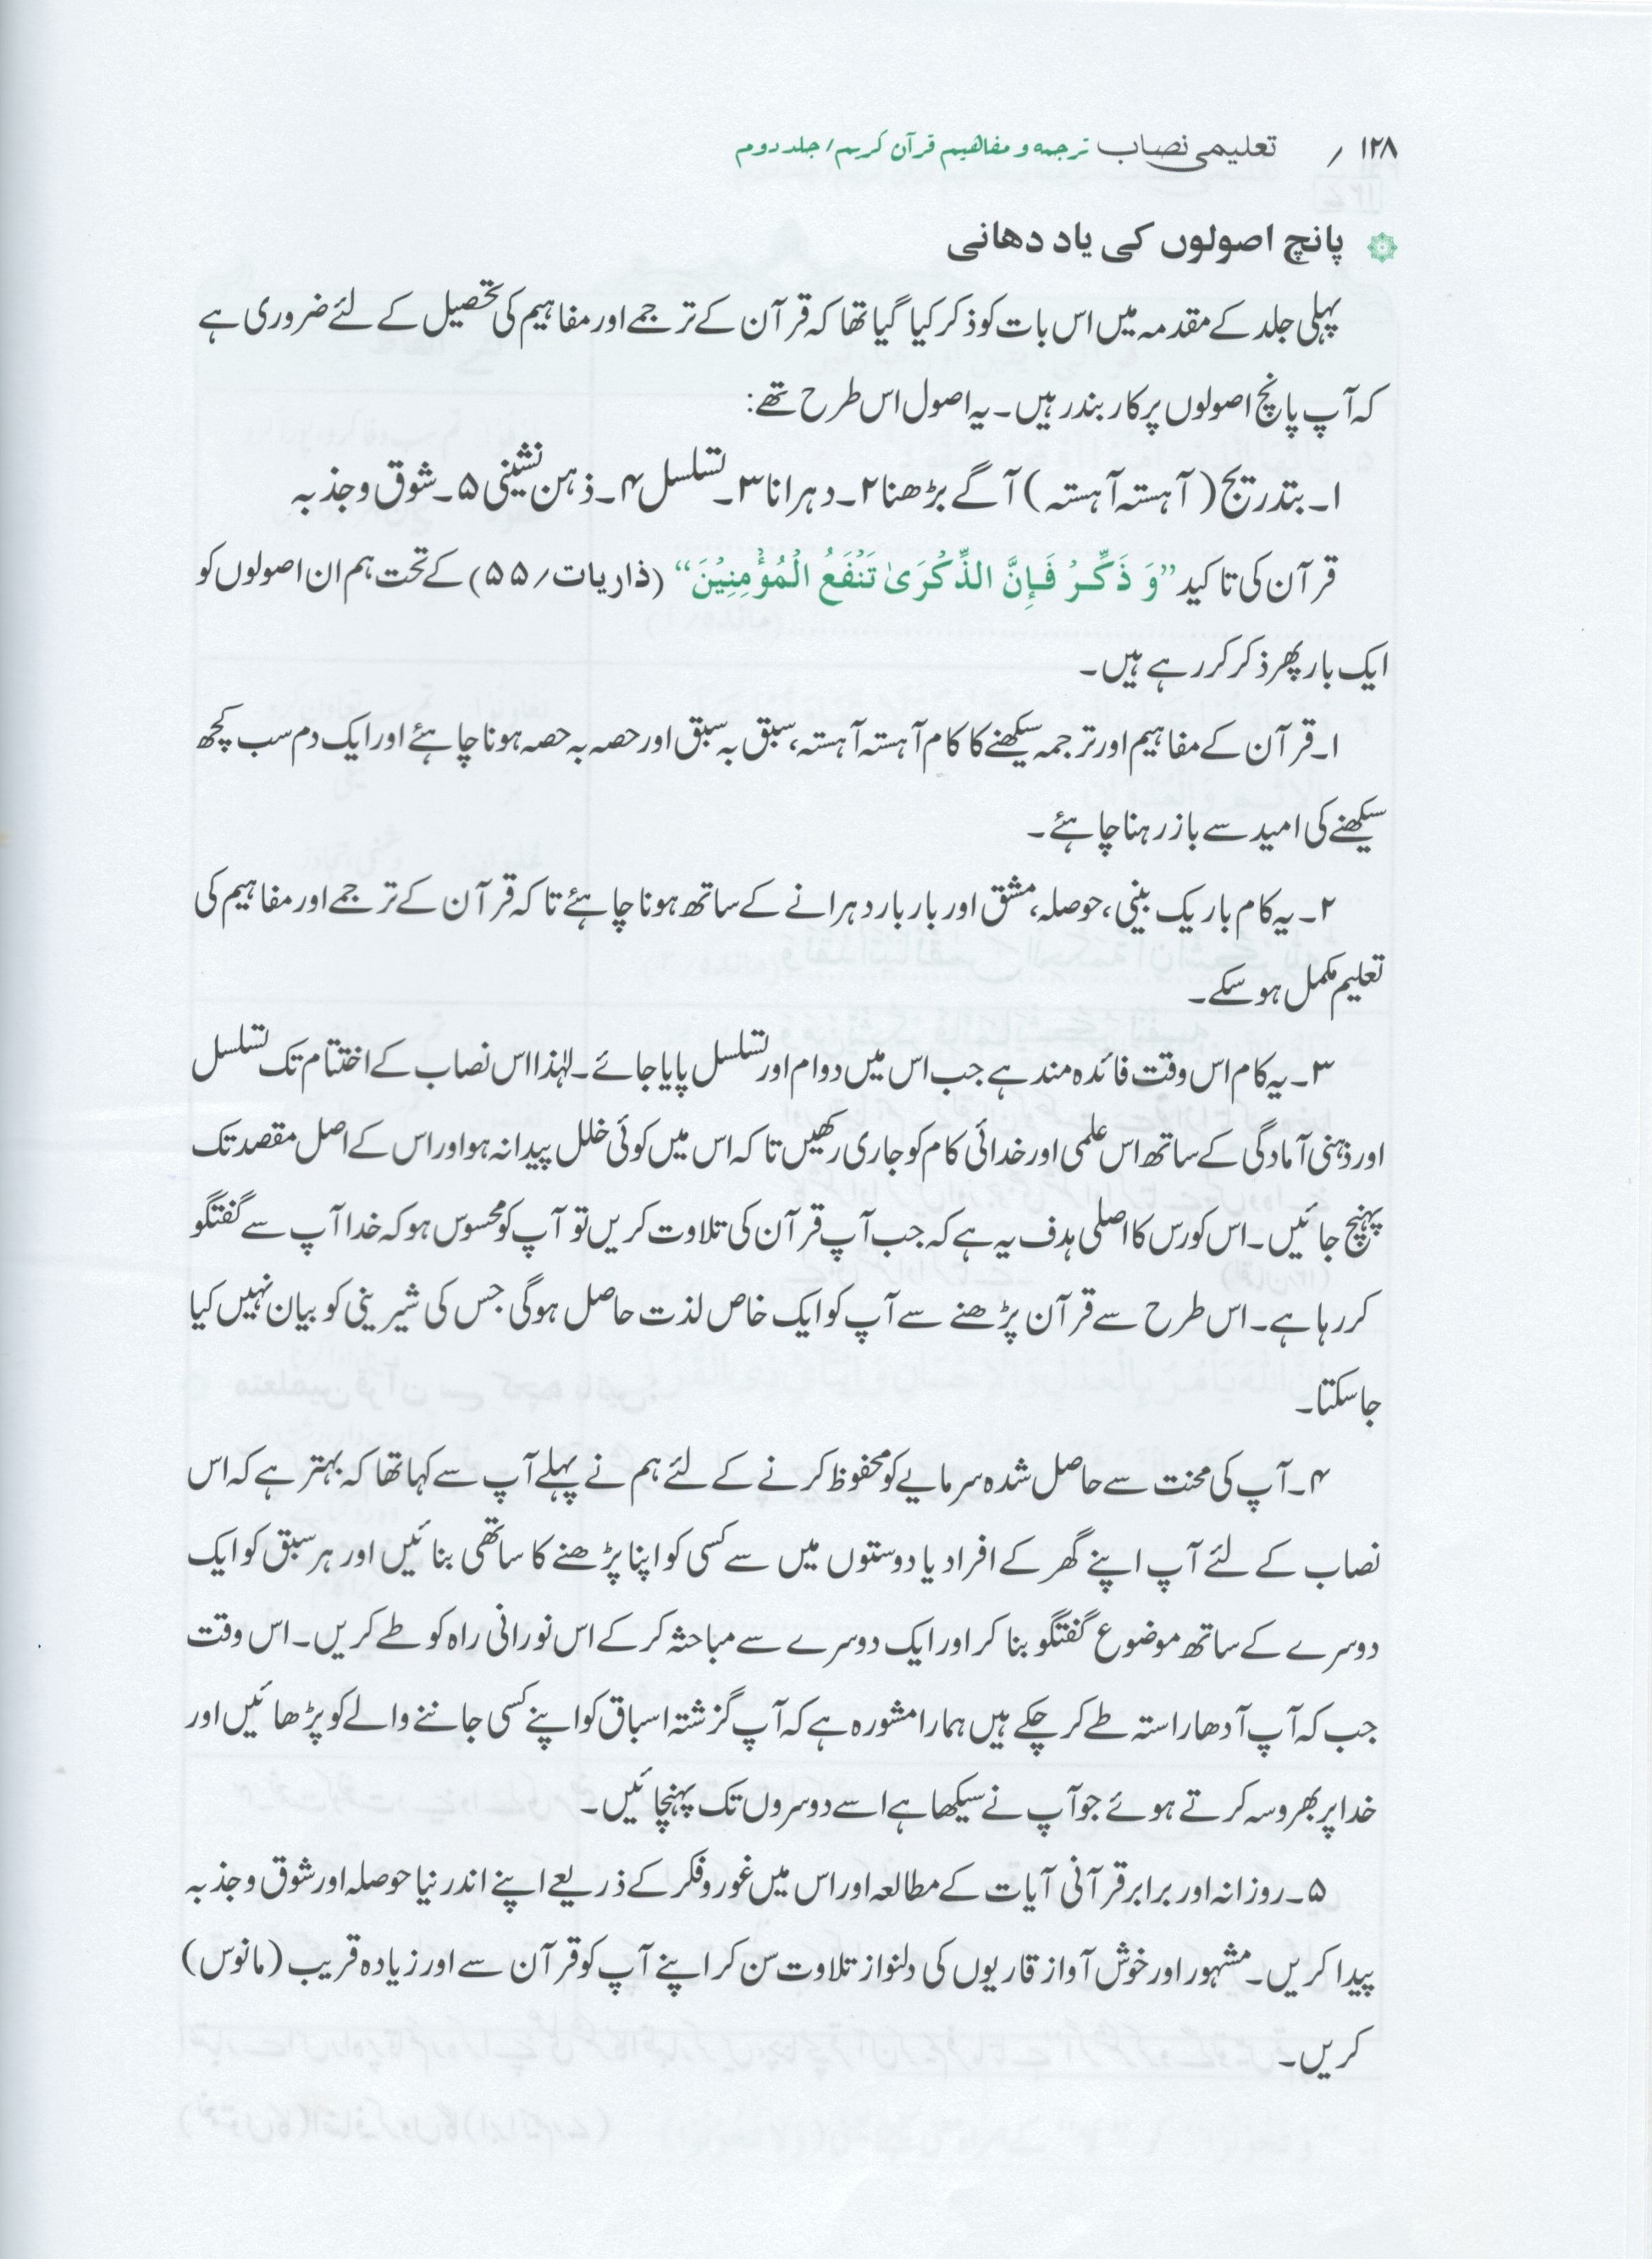 ۱۲۸ / تعلیمی نصاب ترجمه و مفاهیم قرآن کریم / جلد دوم
پانچ اصولوں کی یاد دھانی
پہلی جلد کے مقدمہ میں اس بات کو ذکر کیا گیا تھا کہ قرآن کے ترجمے اور مفاہیم کی تحصیل کے لئے ضروری ہے
کہ آپ پانچ اصولوں پر کاربند رہیں۔ یہ اصول اس طرح تھے:
۱۔ بتدریج (آہستہ آہستہ) آگے بڑھنا ۲۔ دہرانا ۳۔ تسلسل ۴۔ ذہن نشینی ۵۔ شوق و جذبہ
قرآن کی تاکید ”وَ ذَكِّرْ فَإِنَّ الذِّكْرَىٰ تَنْفَعُ الْمُؤْمِنِيْنَ“ (ذاریات/۵۵) کے تحت ہم ان اصولوں کو
ایک بار پھر ذکر کر رہے ہیں۔
۱۔ قرآن کے مفاہیم اور ترجمہ سیکھنے کا کام آہستہ آہستہ، سبق بہ سبق اور حصہ بہ حصہ ہونا چاہئے اور ایک دم سب کچھ
سیکھنے کی امید سے باز رہنا چاہئے۔
۲۔ یہ کام باریک بینی، حوصلہ، مشق اور بار بار دہرانے کے ساتھ ہونا چاہئے تاکہ قرآن کے ترجمے اور مفاہیم کی
تعلیم مکمل ہو سکے۔
۳۔ یہ کام اس وقت فائدہ مند ہے جب اس میں دوام اور تسلسل پایا جائے۔ لہٰذا اس نصاب کے اختتام تک تسلسل
اور ذہنی آمادگی کے ساتھ اس علمی اور خدائی کام کو جاری رکھیں تاکہ اس میں کوئی خلل پیدا نہ ہو اور اس کے اصل مقصد تک
پہنچ جائیں۔ اس کورس کا اصلی ہدف یہ ہے کہ جب آپ قرآن کی تلاوت کریں تو آپ کو محسوس ہو کہ خدا آپ سے گفتگو
کر رہا ہے۔ اس طرح سے قرآن پڑھنے سے آپ کو ایک خاص لذت حاصل ہوگی جس کی شیرینی کو بیان نہیں کیا
جا سکتا۔
۴۔ آپ کی محنت سے حاصل شدہ سرمایے کو محفوظ کرنے کے لئے ہم نے پہلے آپ سے کہا تھا کہ بہتر ہے کہ اس
نصاب کے لئے آپ اپنے گھر کے افراد یا دوستوں میں سے کسی کو اپنا پڑھنے کا ساتھی بنائیں اور ہر سبق کو ایک
دوسرے کے ساتھ موضوع گفتگو بنا کر اور ایک دوسرے سے مباحثہ کر کے اس نورانی راہ کو طے کریں۔ اس وقت
جب کہ آپ آدھا راستہ طے کر چکے ہیں ہمارا مشورہ ہے کہ آپ گزشتہ اسباق کو اپنے کسی جاننے والے کو پڑھائیں اور
خدا پر بھروسہ کرتے ہوئے جو آپ نے سیکھا ہے اسے دوسروں تک پہنچائیں۔
۵۔ روزانہ اور برابر قرآنی آیات کے مطالعہ اور اس میں غور و فکر کے ذریعے اپنے اندر نیا حوصلہ اور شوق و جذبہ
پیدا کریں۔ مشہور اور خوش آواز قاریوں کی دلنواز تلاوت سن کر اپنے آپ کو قرآن سے اور زیادہ قریب (مانوس)
کریں۔